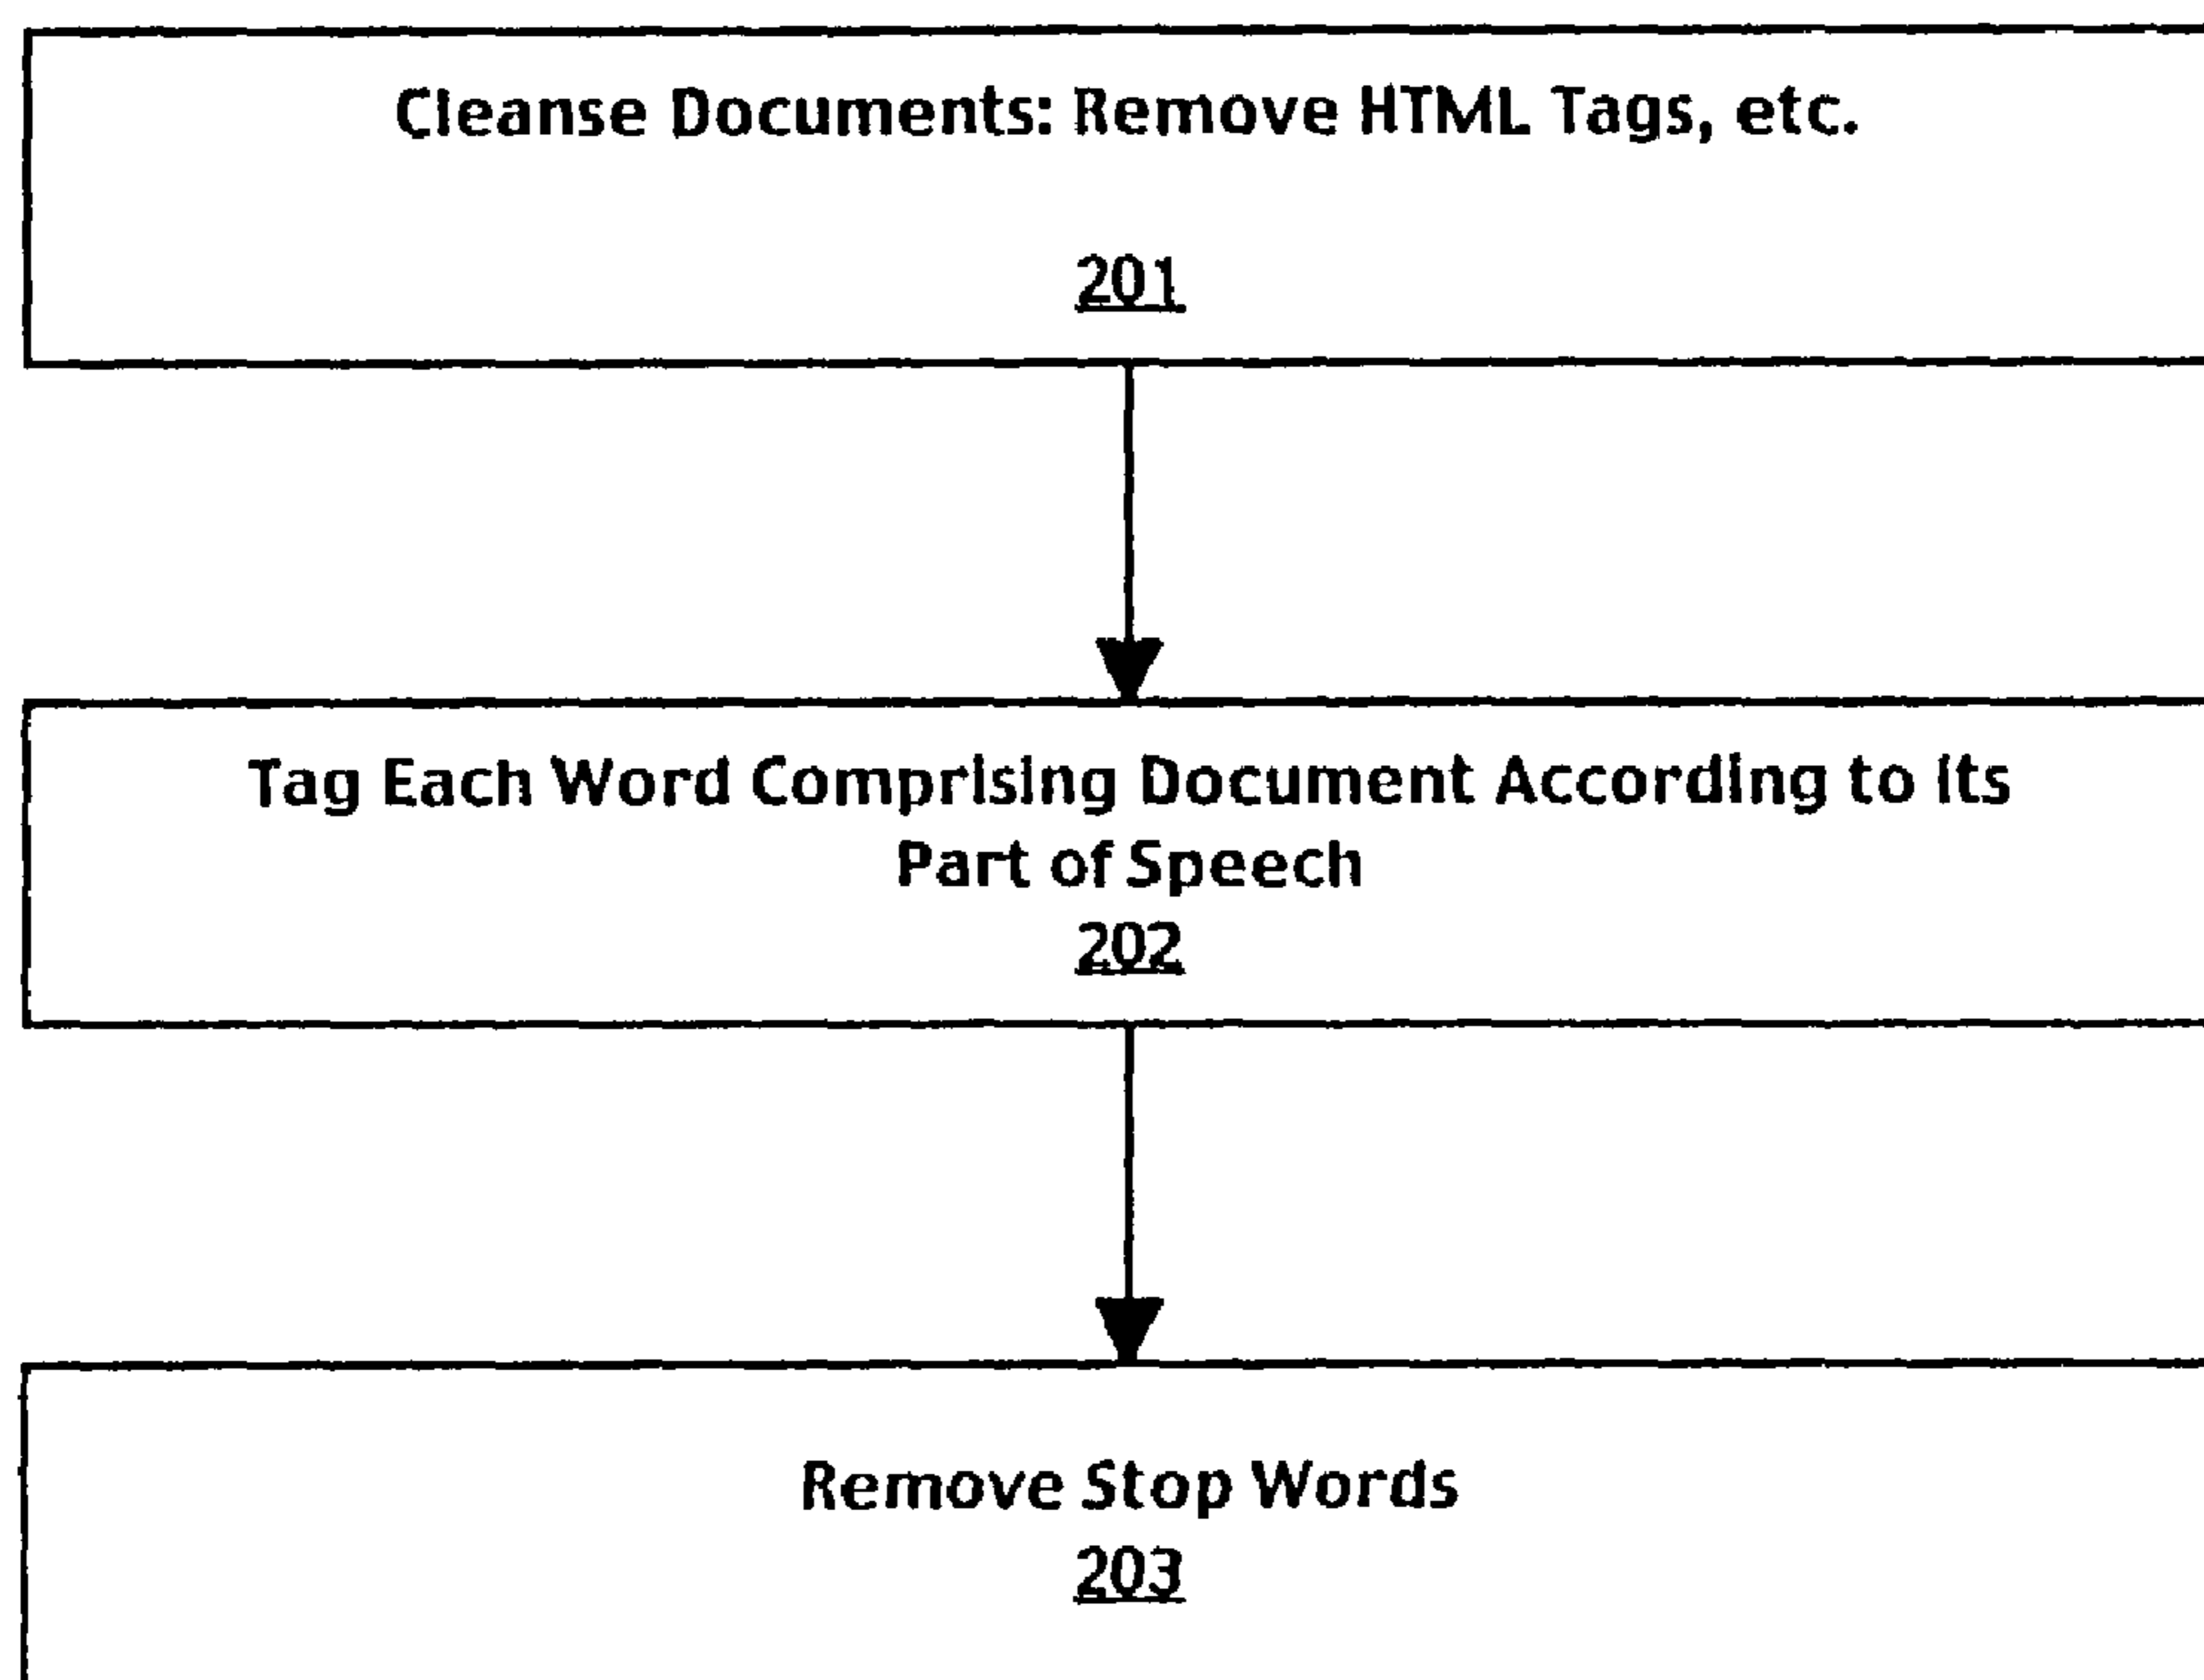 Cleanse Documents: Remove HTML Tags, etc.
201
Tag Each Word Comprising Document According to Its
Part of Speech
202
Remove Stop Words
203